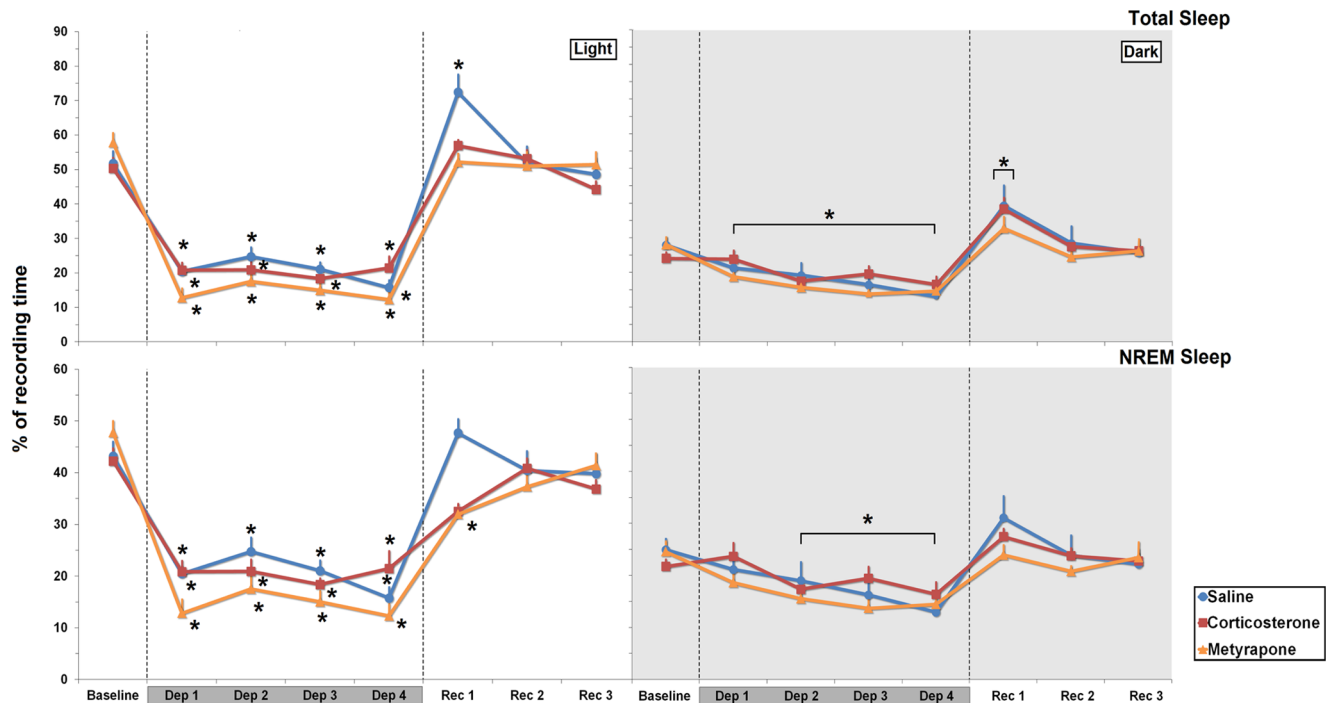 Total Sleep
90
80
70
60
50
40
30
20
10
0
Light
Dark
* *
* * * *
* * *
* * * * *
*
% of recording time
NREM Sleep
60
50
40
30
20
10
0
* * * *
* * * *
* * * *
*
*
Baseline Dep 1 Dep 2 Dep 3 Dep 4 Rec 1 Rec 2 Rec 3
Baseline Dep 1 Dep 2 Dep 3 Dep 4 Rec 1 Rec 2 Rec 3
Saline
Corticosterone
Metyrapone